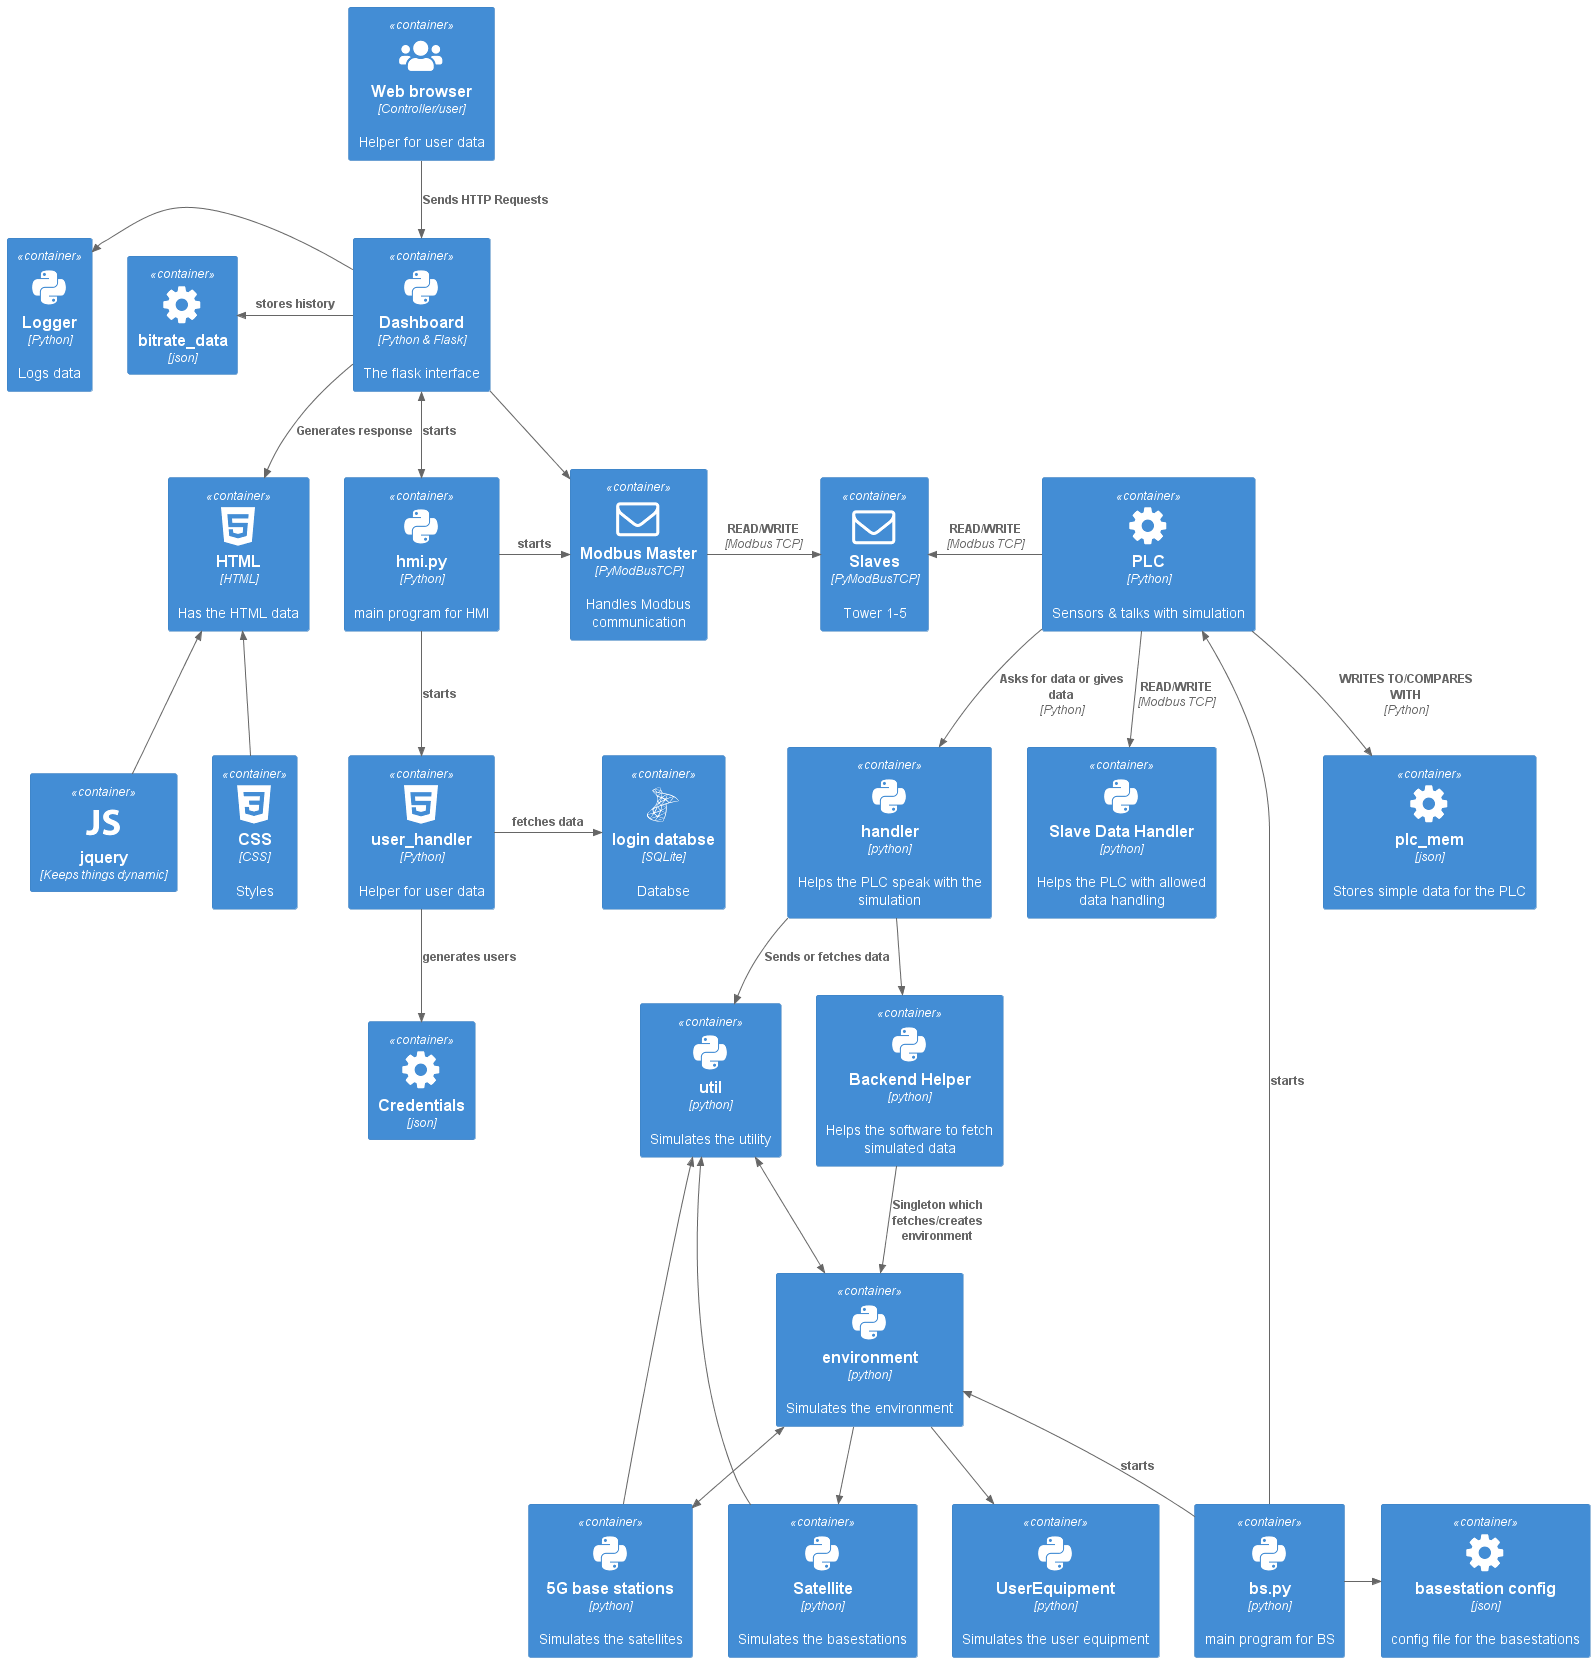 «container»
Web browser
[Controller/user]
Helper for user data
Sends HTTP Requests
«container»
Logger
[Python]
Logs data
«container»
bitrate_data
[json]
stores history
«container»
Dashboard
[Python & Flask]
The flask interface
Generates response
starts
«container»
HTML
[HTML]
Has the HTML data
«container»
hmi.py
[Python]
main program for HMI
starts
«container»
Modbus Master
[PyModBusTCP]
Handles Modbus
communication
READ/WRITE
[Modbus TCP]
«container»
Slaves
[PyModBusTCP]
Tower 1-5
READ/WRITE
[Modbus TCP]
«container»
PLC
[Python]
Sensors & talks with simulation
starts
Asks for data or gives
data
[Python]
READ/WRITE
[Modbus TCP]
WRITES TO/COMPARES
WITH
[Python]
«container»
JS
jquery
[Keeps things dynamic]
«container»
CSS
[CSS]
Styles
«container»
user_handler
[Python]
Helper for user data
fetches data
«container»
login databse
[SQLite]
Databse
«container»
handler
[python]
Helps the PLC speak with the
simulation
«container»
Slave Data Handler
[python]
Helps the PLC with allowed
data handling
«container»
plc_mem
[json]
Stores simple data for the PLC
generates users
Sends or fetches data
«container»
Credentials
[json]
«container»
util
[python]
Simulates the utility
«container»
Backend Helper
[python]
Helps the software to fetch
simulated data
starts
Singleton which
fetches/creates
environment
«container»
environment
[python]
Simulates the environment
starts
«container»
5G base stations
[python]
Simulates the satellites
«container»
Satellite
[python]
Simulates the basestations
«container»
UserEquipment
[python]
Simulates the user equipment
«container»
bs.py
[python]
main program for BS
«container»
basestation config
[json]
config file for the basestations